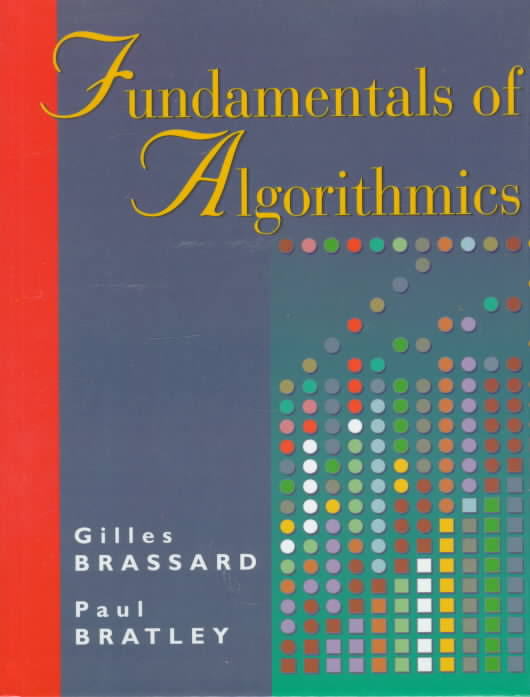 Fundamentals of
Algorithmics
Gilles
BRASSARD
Paul
BRATLEY